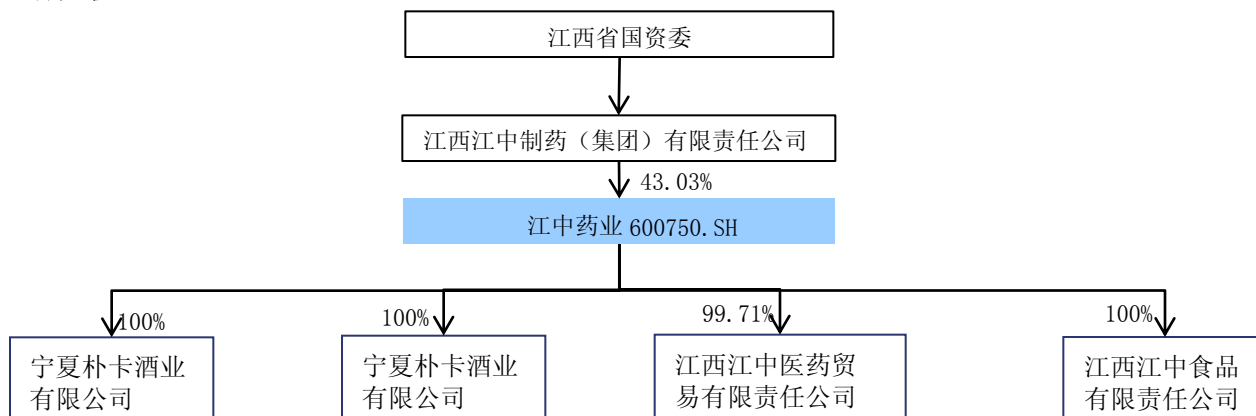 江西省国资委
江西江中制药（集团）有限责任公司
43.03%
江中药业 600750.SH
100%
100%
99.71%
100%
宁夏朴卡酒业
有限公司
宁夏朴卡酒业
有限公司
江西江中医药贸
易有限责任公司
江西江中食品
有限责任公司